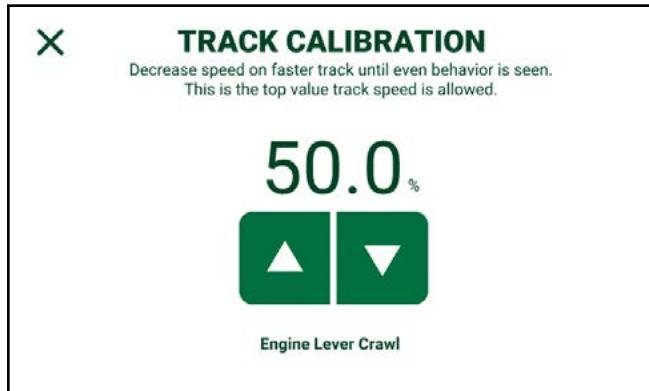 TRACK CALIBRATION
Decrease speed on faster track until even behavior is seen.
This is the top value track speed is allowed.
50.0 %
Engine Lever Crawl